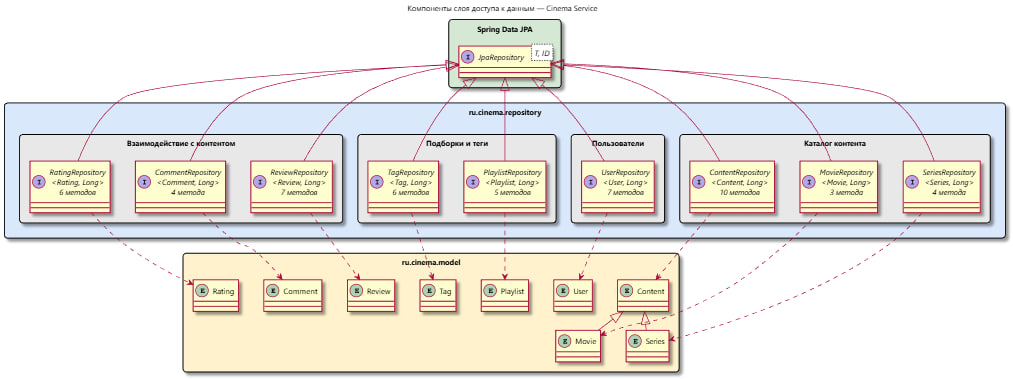 Компоненты слоя доступа к данным — Cinema Service
Spring Data JPA
T, ID
I JpaRepository
ru.cinema.repository
Взаимодействие с контентом
I RatingRepository
<Rating, Long>
6 методов
I CommentRepository
<Comment, Long>
4 метода
I ReviewRepository
<Review, Long>
7 методов
Подборки и теги
I TagRepository
<Tag, Long>
6 методов
I PlaylistRepository
<Playlist, Long>
5 методов
Пользователи
I UserRepository
<User, Long>
7 методов
Каталог контента
I ContentRepository
<Content, Long>
10 методов
I MovieRepository
<Movie, Long>
3 метода
I SeriesRepository
<Series, Long>
4 метода
ru.cinema.model
E Rating
E Comment
E Review
E Tag
E Playlist
E User
E Content
E Movie
E Series